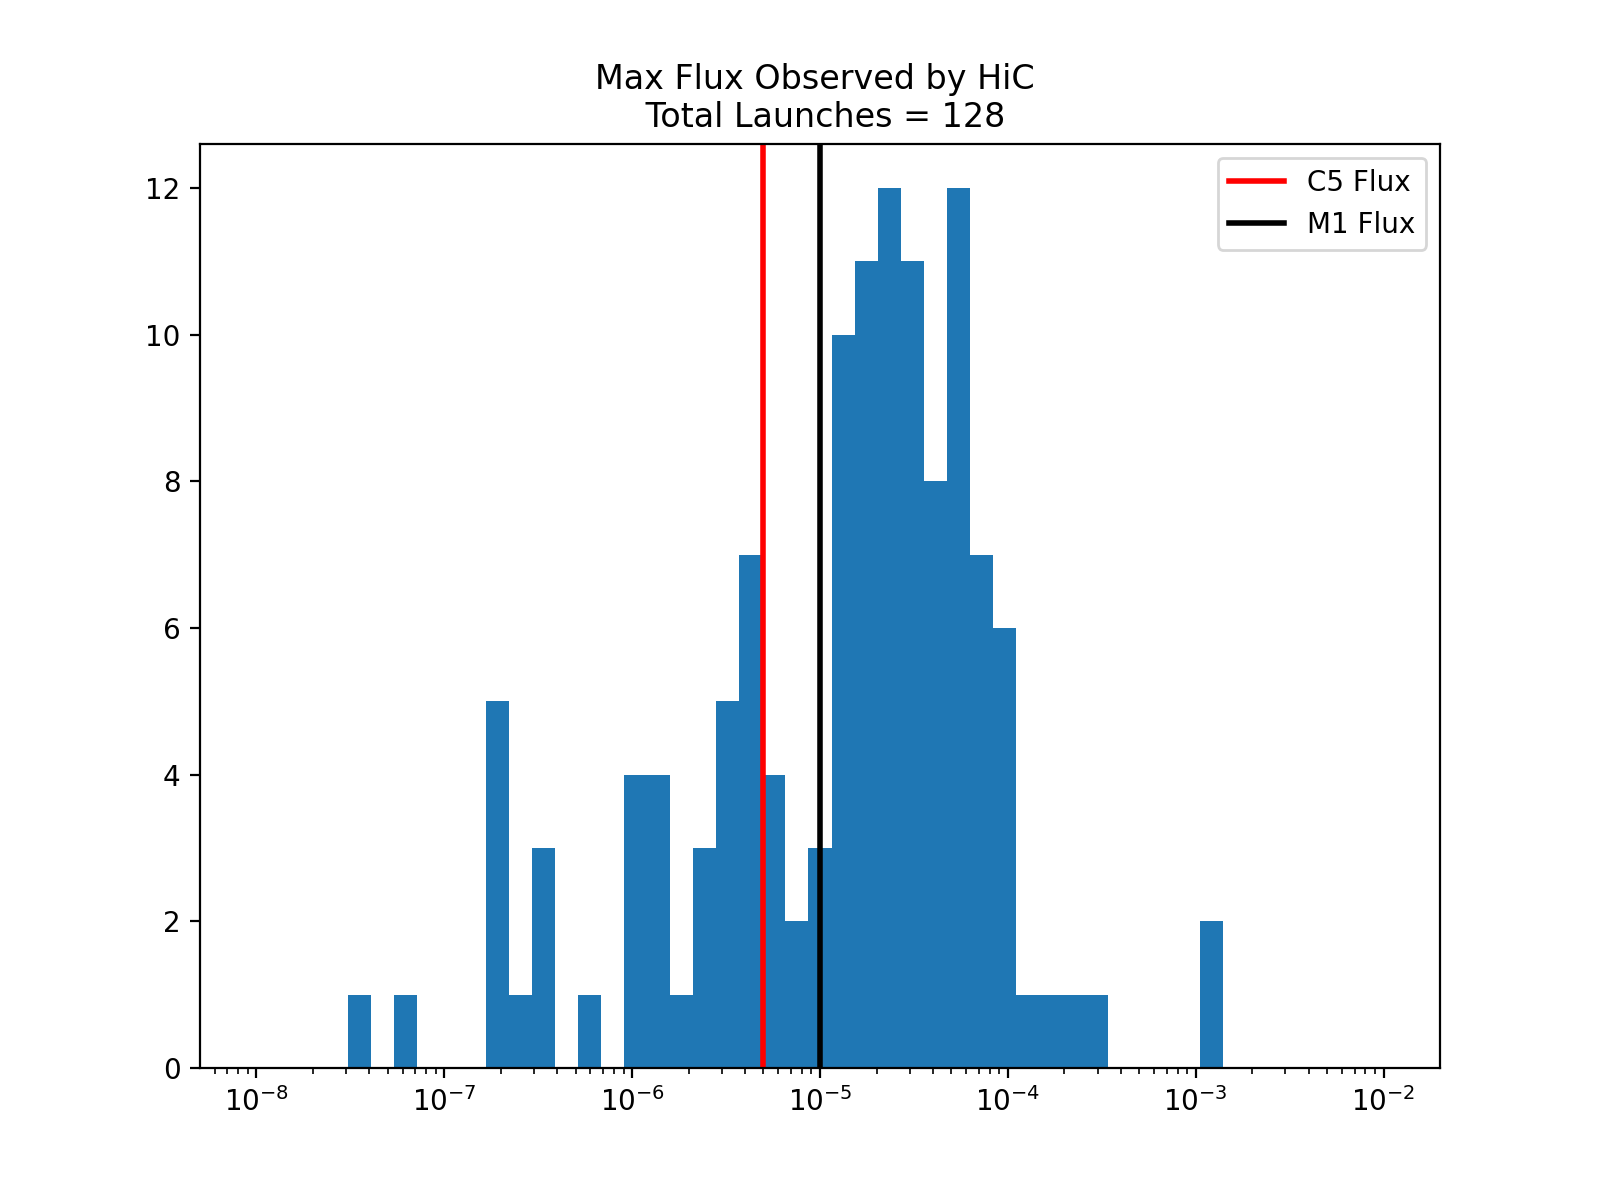 Max Flux Observed by HiC
Total Launches = 128
C5 Flux
M1 Flux
12
10
8
6
4
2
0
10⁻⁸ 10⁻⁷ 10⁻⁶ 10⁻⁵ 10⁻⁴ 10⁻³ 10⁻²